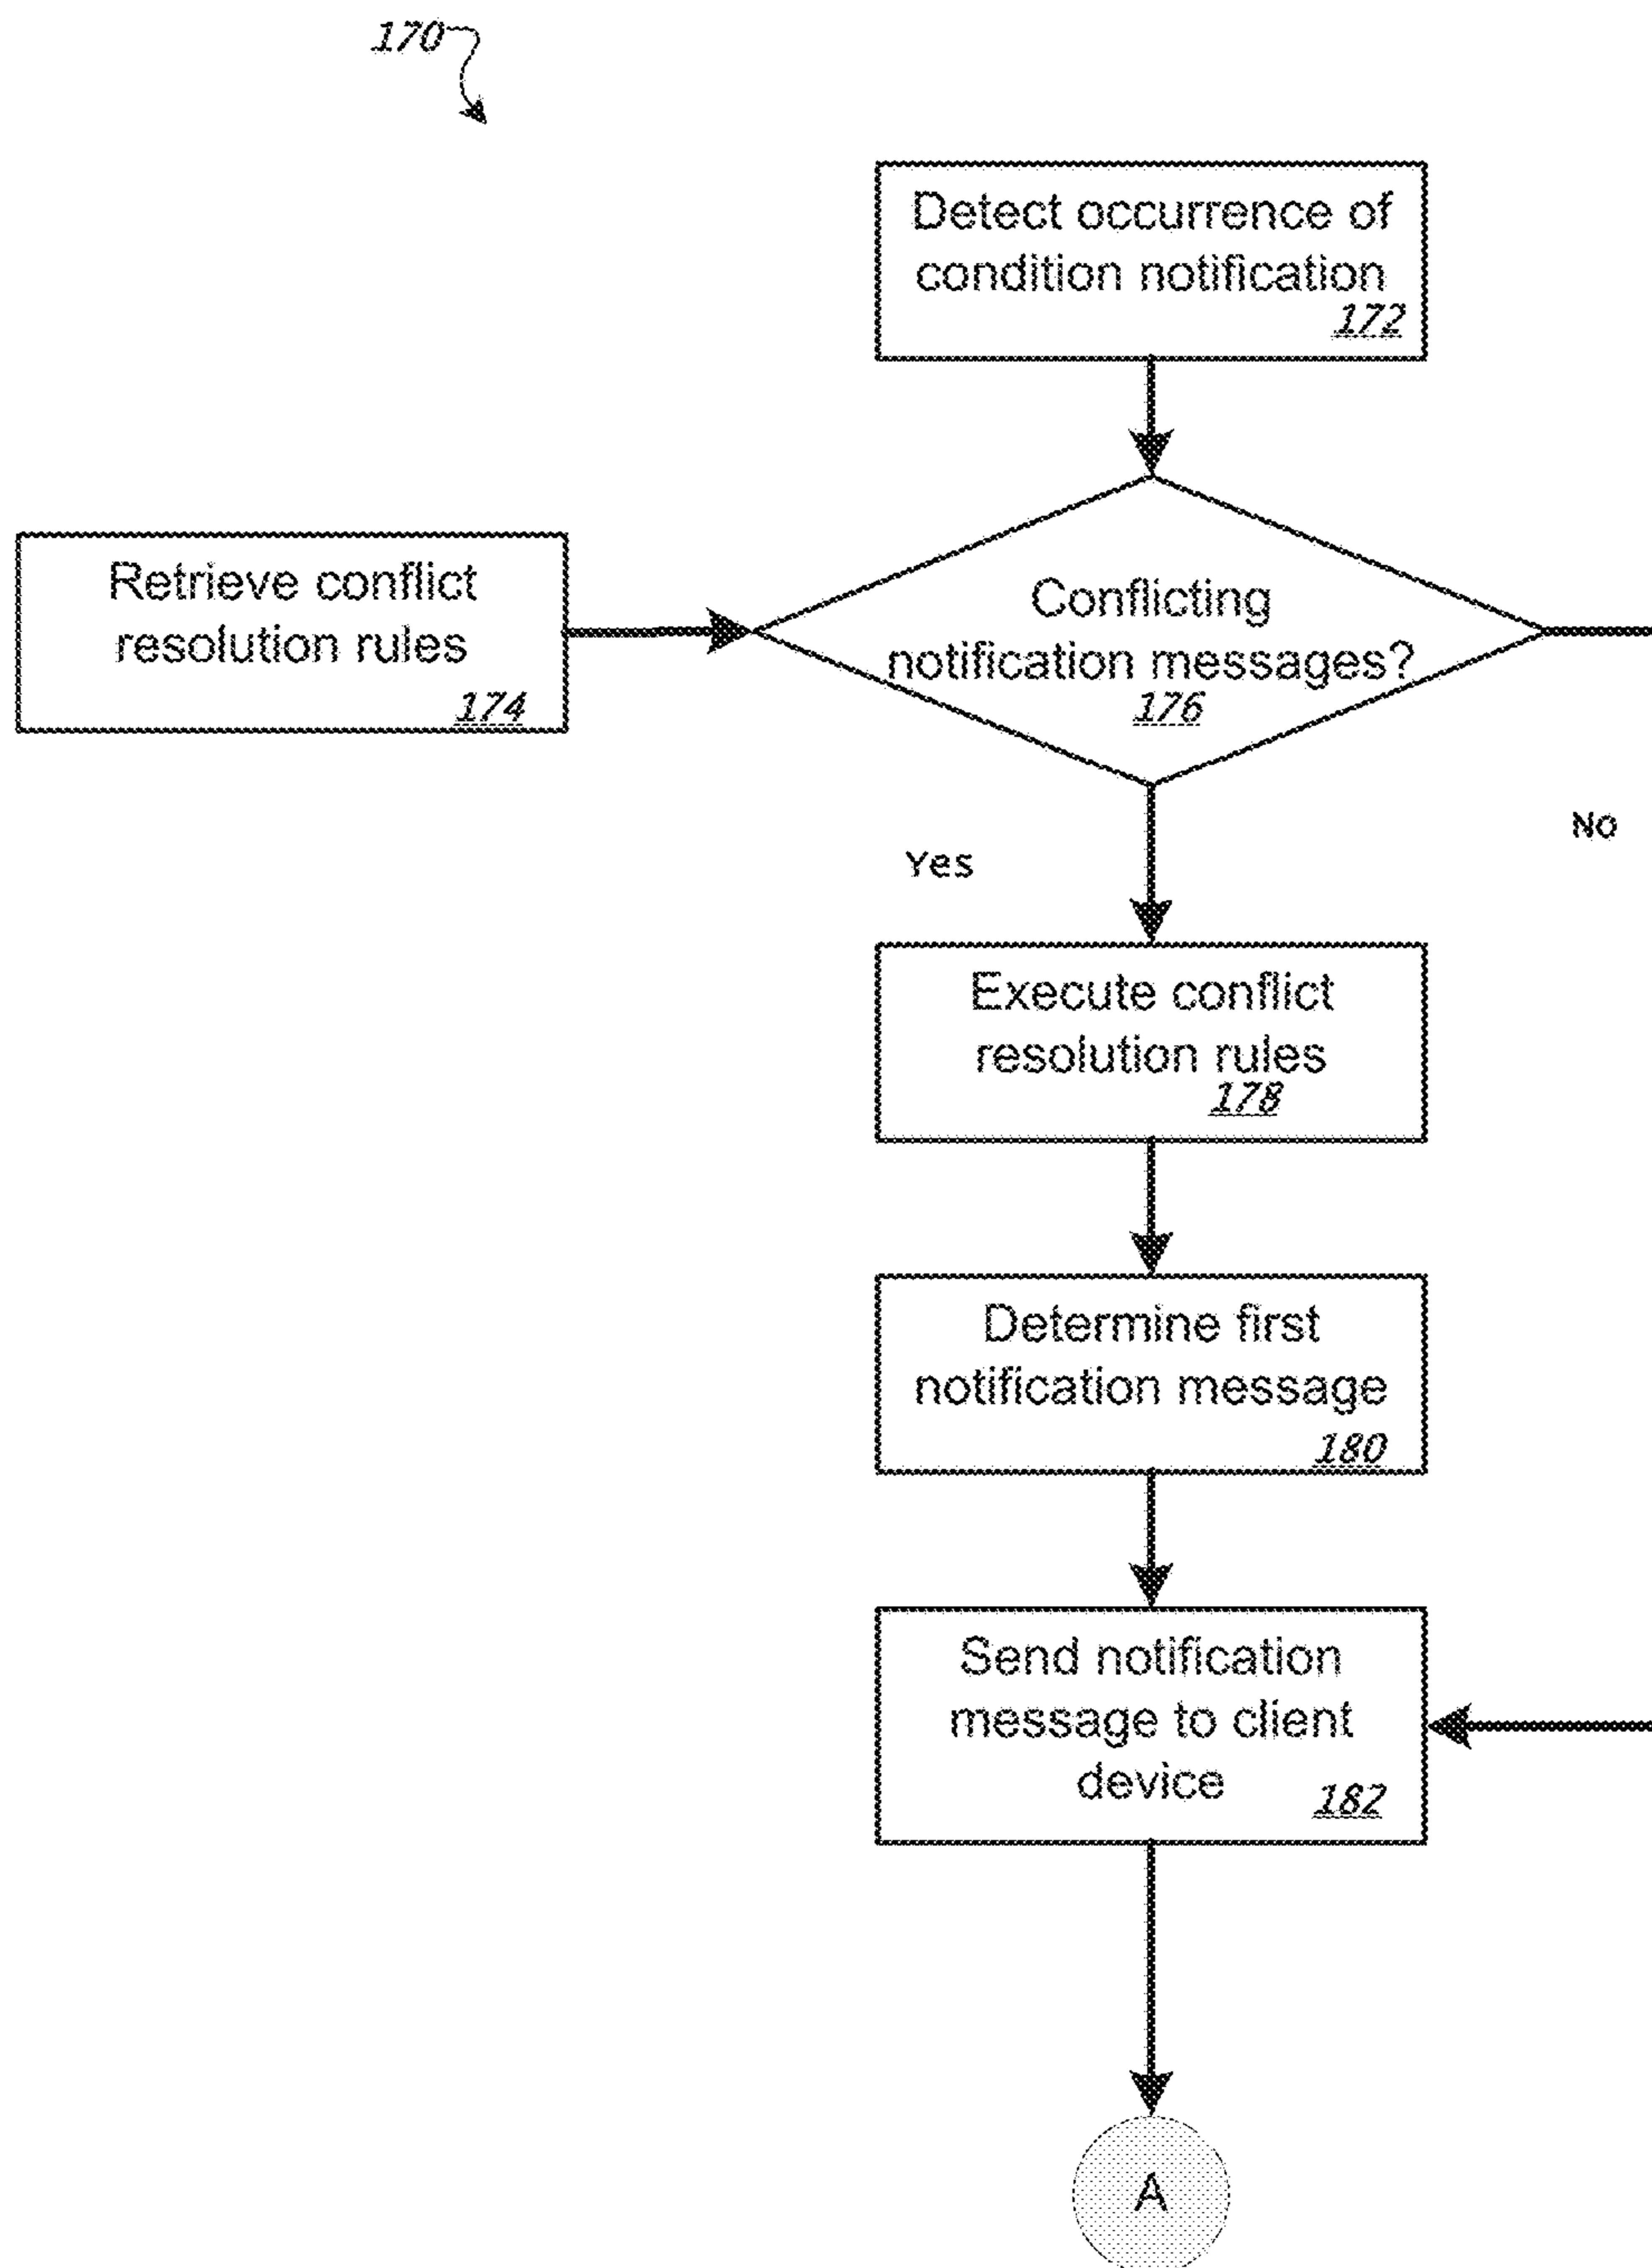 170
Detect occurrence of
condition notification
172
Retrieve conflict
resolution rules
174
Conflicting
notification messages?
176
No
Yes
Execute conflict
resolution rules
178
Determine first
notification message
180
Send notification
message to client
device
182
A